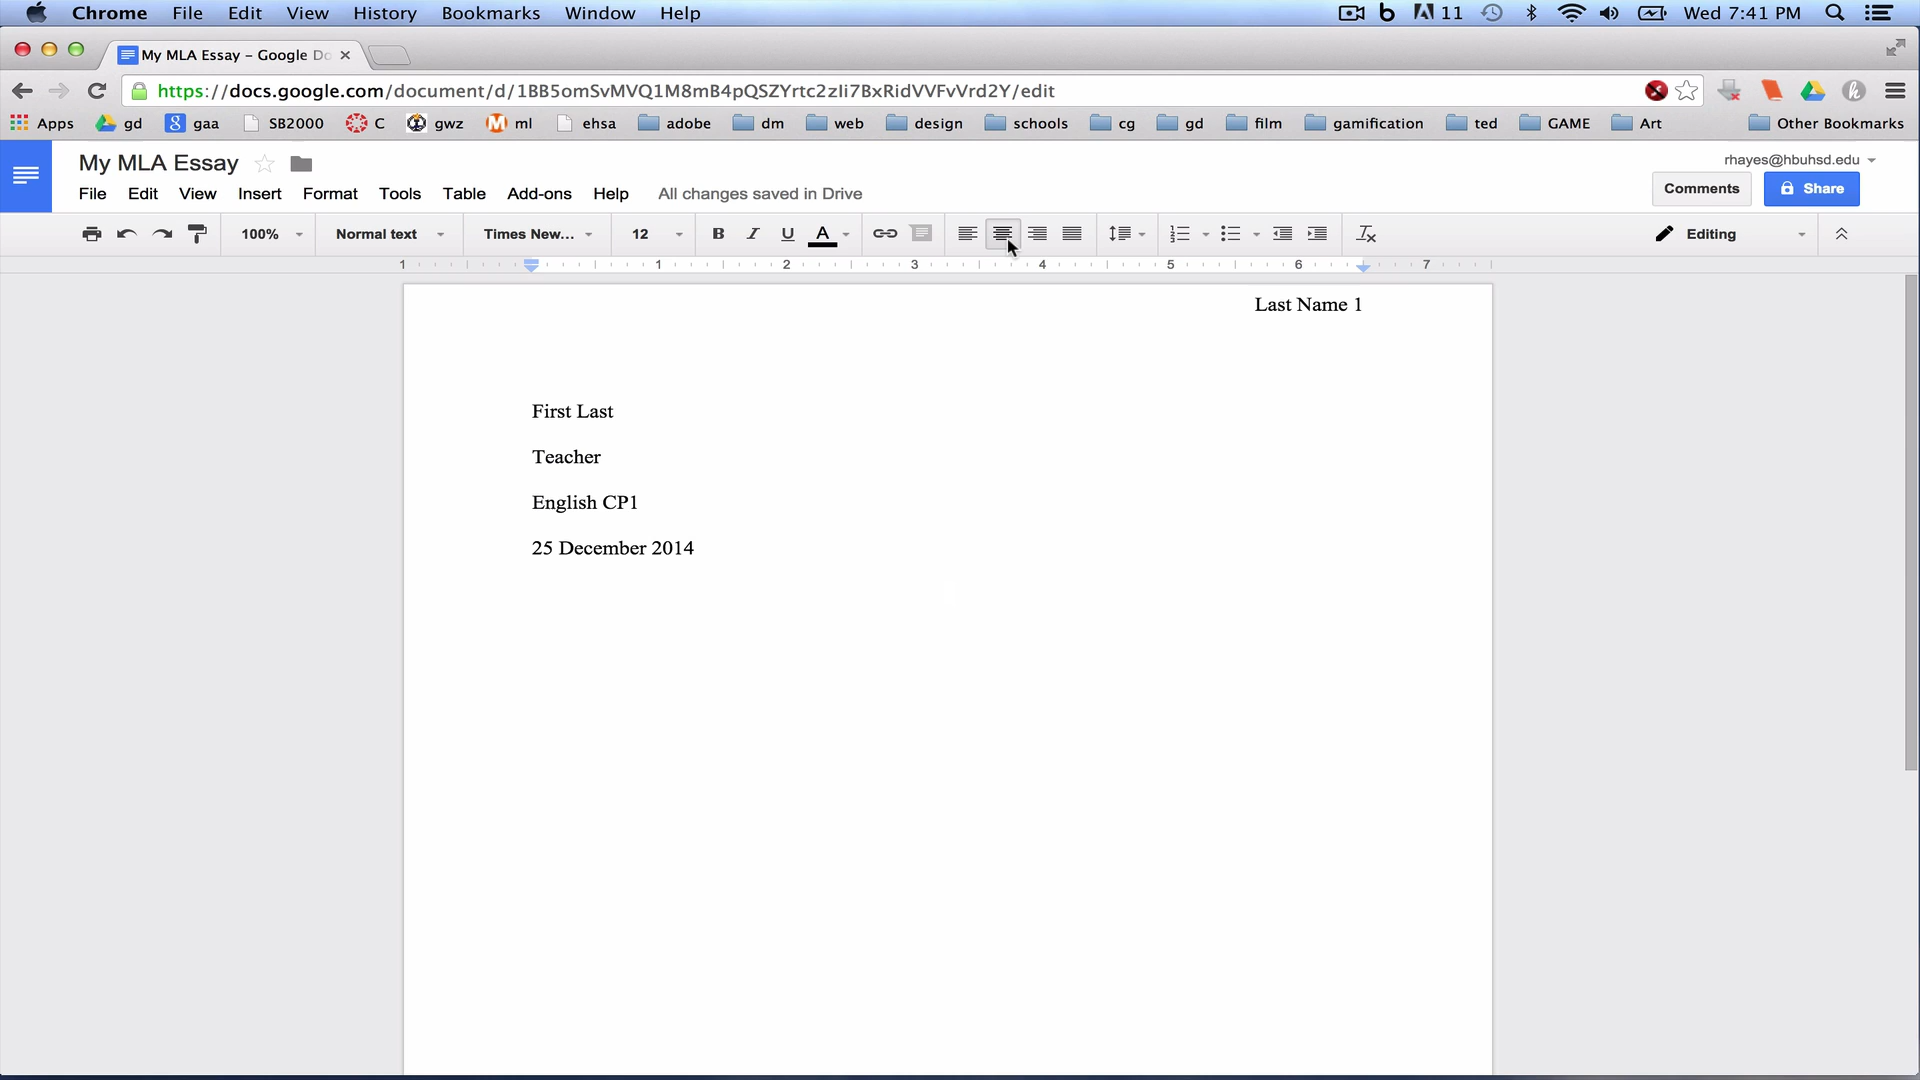 Chrome File Edit View History Bookmarks Window Help 11 Wed 7:41 PM
My MLA Essay – Google Do
https://docs.google.com/document/d/1BB5omSvMVQ1M8mB4pQSZYrtc2zIi7BxRidVVFvVrd2Y/edit
Apps gd gaa SB2000 C gwz ml ehsa adobe dm web design schools cg gd film gamification ted GAME Art Other Bookmarks
My MLA Essay rhayes@hbuhsd.edu
File Edit View Insert Format Tools Table Add-ons Help All changes saved in Drive Comments Share
100% Normal text Times New... 12 B I U A Editing
1 1 2 3 4 5 6 7
Last Name 1
First Last
Teacher
English CP1
25 December 2014